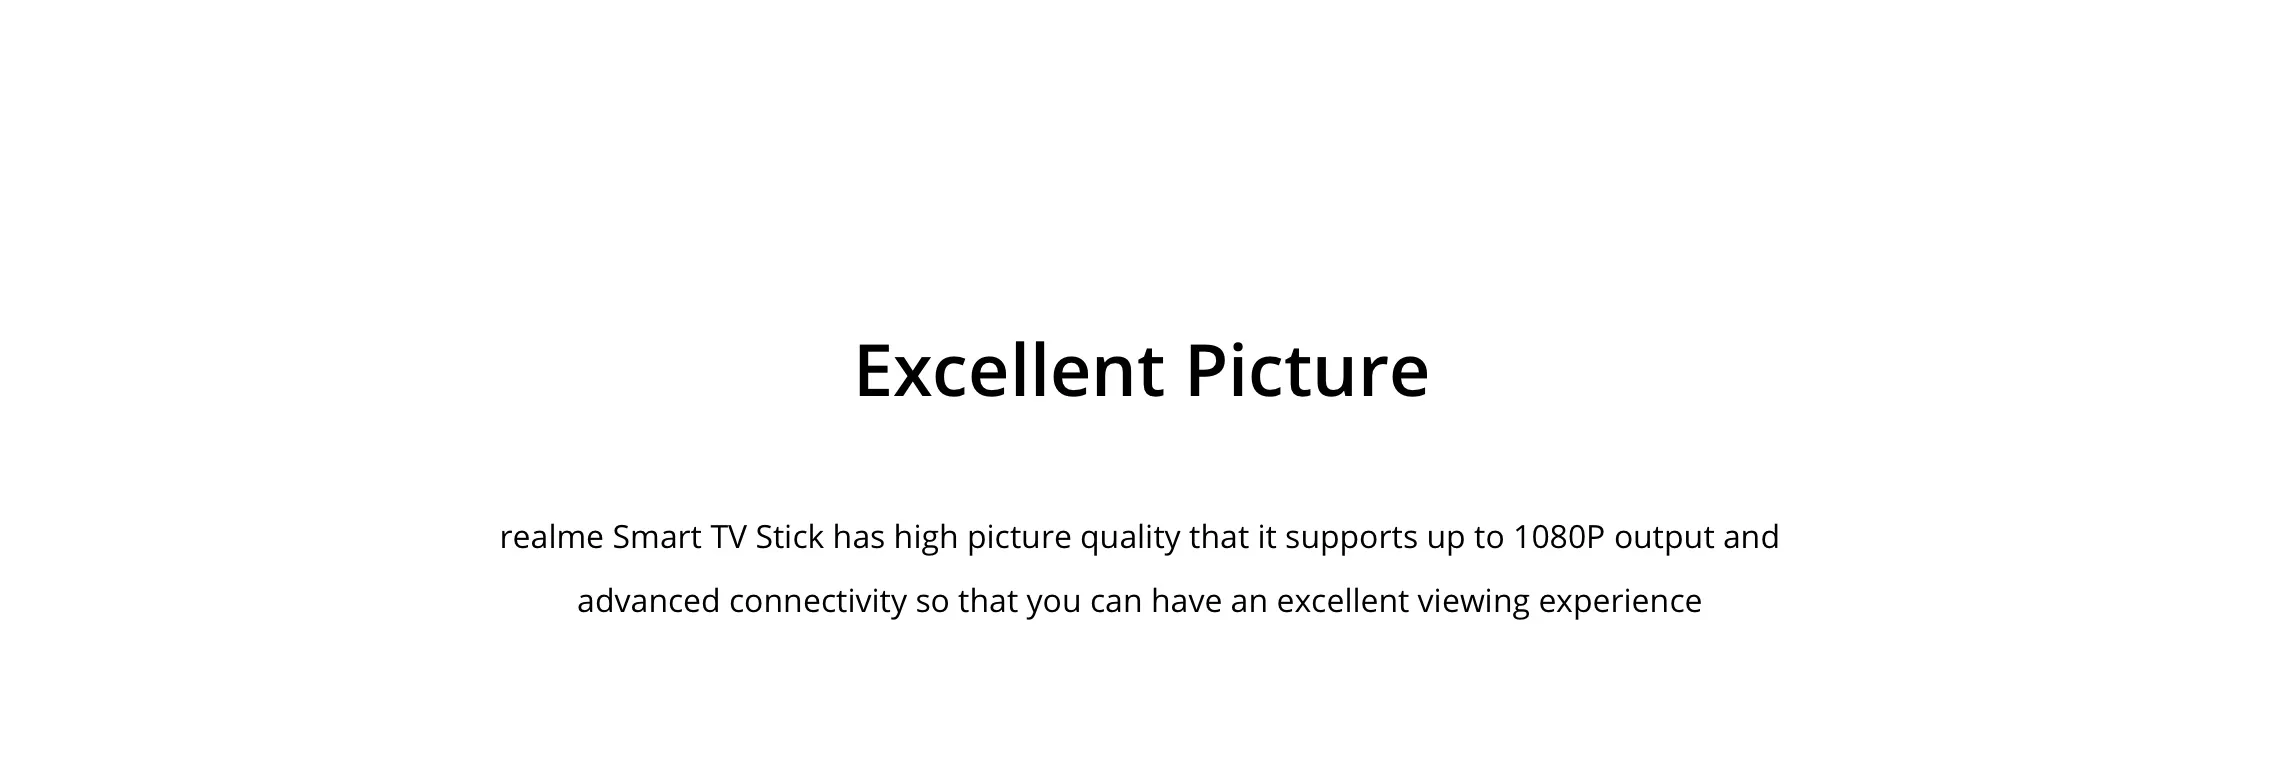 Excellent Picture
realme Smart TV Stick has high picture quality that it supports up to 1080P output and
advanced connectivity so that you can have an excellent viewing experience